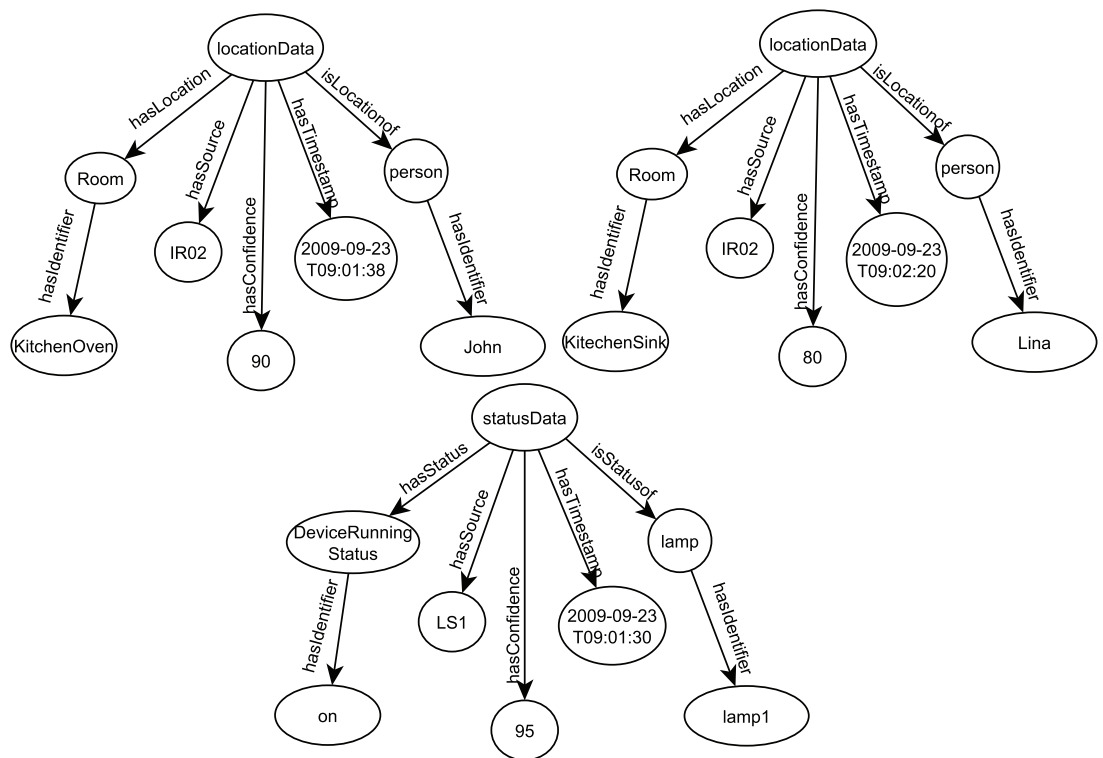 locationData
hasLocation
hasSource
hasConfidence
hasTimestamp
isLocationof
Room
IR02
2009-09-23
T09:01:38
person
hasIdentifier
hasIdentifier
KitchenOven
90
John
locationData
hasLocation
hasSource
hasConfidence
hasTimestamp
isLocationof
Room
IR02
2009-09-23
T09:02:20
person
hasIdentifier
hasIdentifier
KitechenSink
80
Lina
statusData
hasStatus
hasSource
hasConfidence
hasTimestamp
isStatusof
DeviceRunning
Status
LS1
2009-09-23
T09:01:30
lamp
hasIdentifier
hasIdentifier
on
95
lamp1